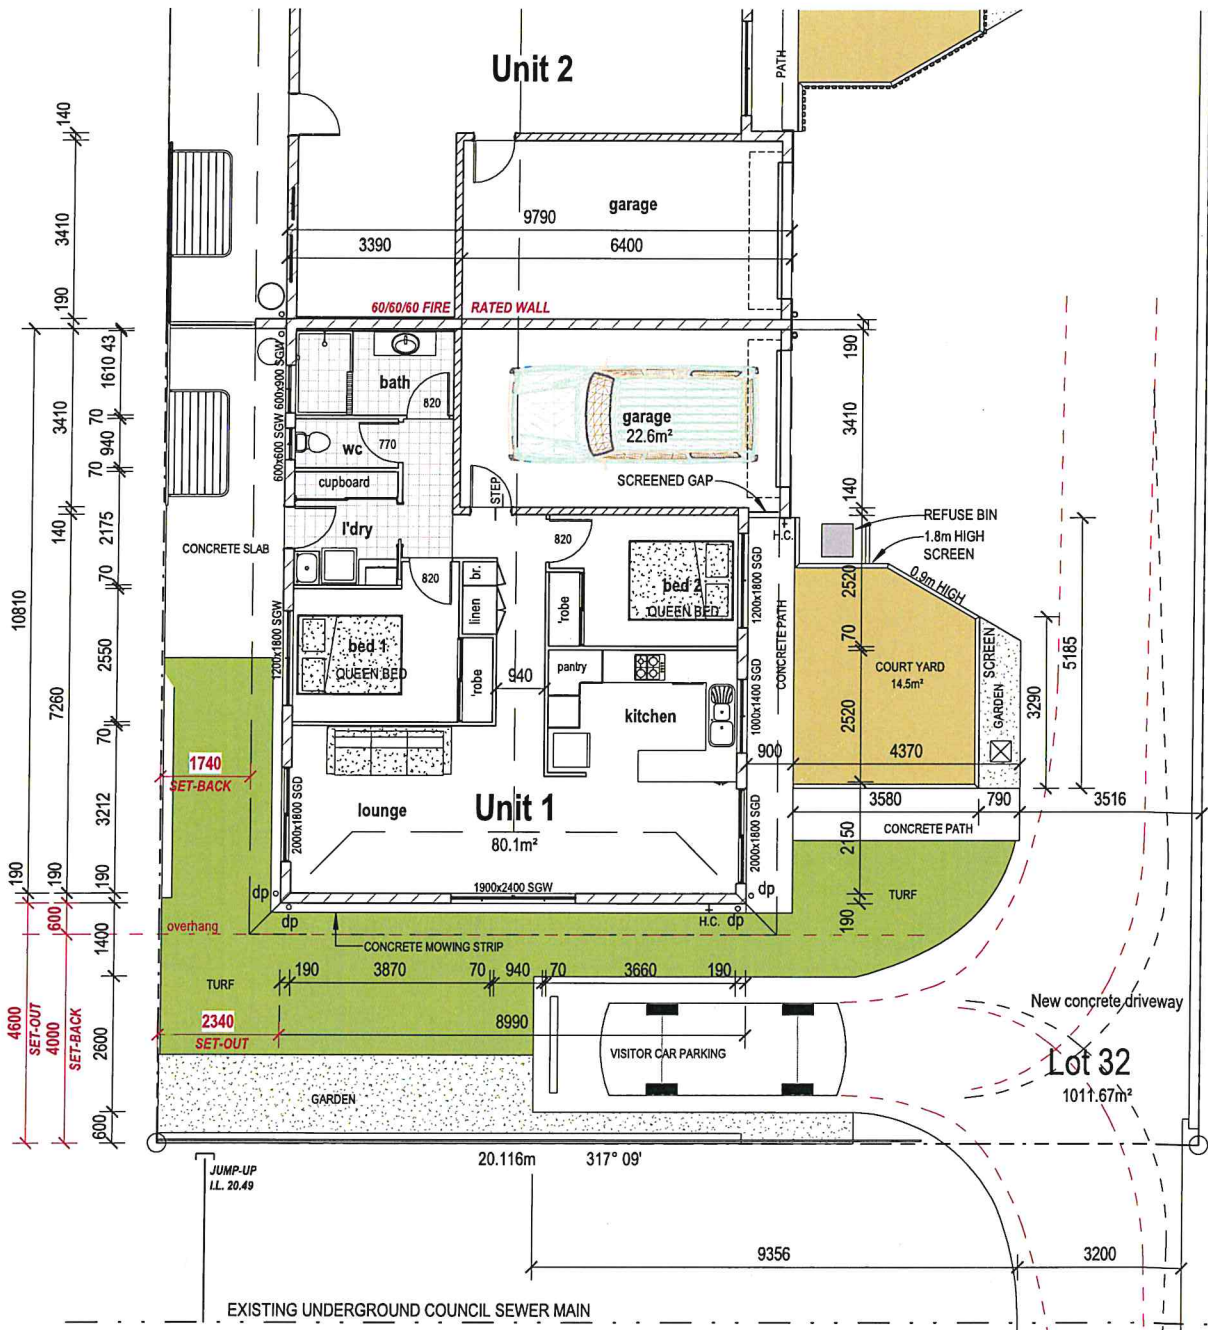 Unit 2
PATH
140
3410
190
garage
9790
3390
6400
60/60/60 FIRE RATED WALL
10810
3410
140
7260
190
600
1610
43
70
940
70
2175
70
2550
70
3212
190
1400
2600
600
4600
SET-OUT
4000
SET-BACK
600x900 SGW
600x600 SGW
1200x1800 SGW
2000x1800 SGD
bath
820
wc
770
cupboard
l'dry
820
STEP
garage
22.6m²
SCREENED GAP
190
3410
140
CONCRETE SLAB
REFUSE BIN
1.8m HIGH
SCREEN
0.9m HIGH
H.C.
820
br.
linen
'robe
'robe
bed 2
QUEEN BED
bed 1
QUEEN BED
940
pantry
kitchen
1200x1800 SGD
1000x1400 SGD
2000x1800 SGD
CONCRETE PATH
2520
70
2520
2150
190
COURT YARD
14.5m²
SCREEN
GARDEN
3290
5185
900
4370
1740
SET-BACK
lounge
Unit 1
80.1m²
3580
790
3516
CONCRETE PATH
1900x2400 SGW
dp
dp
H.C.
dp
dp
TURF
overhang
CONCRETE MOWING STRIP
190
3870
70
940
70
3660
190
TURF
2340
SET-OUT
8990
VISITOR CAR PARKING
New concrete driveway
Lot 32
1011.67m²
GARDEN
20.116m 317° 09'
JUMP-UP
I.L. 20.49
9356
3200
EXISTING UNDERGROUND COUNCIL SEWER MAIN